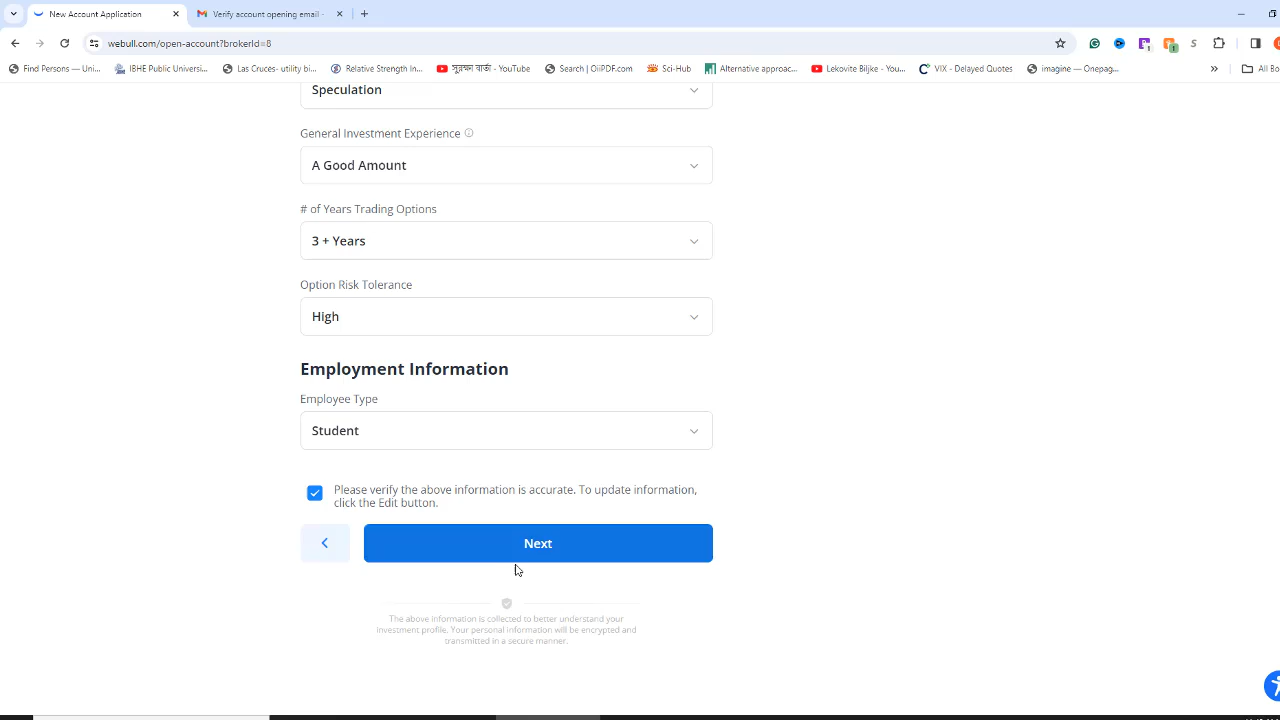 New Account Application
Verify account opening email -
webull.com/open-account?brokerId=8
Find Persons — Uni...
IBHE Public Universi...
Las Cruces- utility bi...
Relative Strength In...
Search | OiiPDF.com
Sci-Hub
Alternative approac...
Lekovite Biljke - You...
VIX - Delayed Quotes
imagine — Onepag...
»
All Bo
Speculation
General Investment Experience
A Good Amount
# of Years Trading Options
3 + Years
Option Risk Tolerance
High
Employment Information
Employee Type
Student
Please verify the above information is accurate. To update information,
click the Edit button.
Next
The above information is collected to better understand your
investment profile. Your personal information will be encrypted and
transmitted in a secure manner.